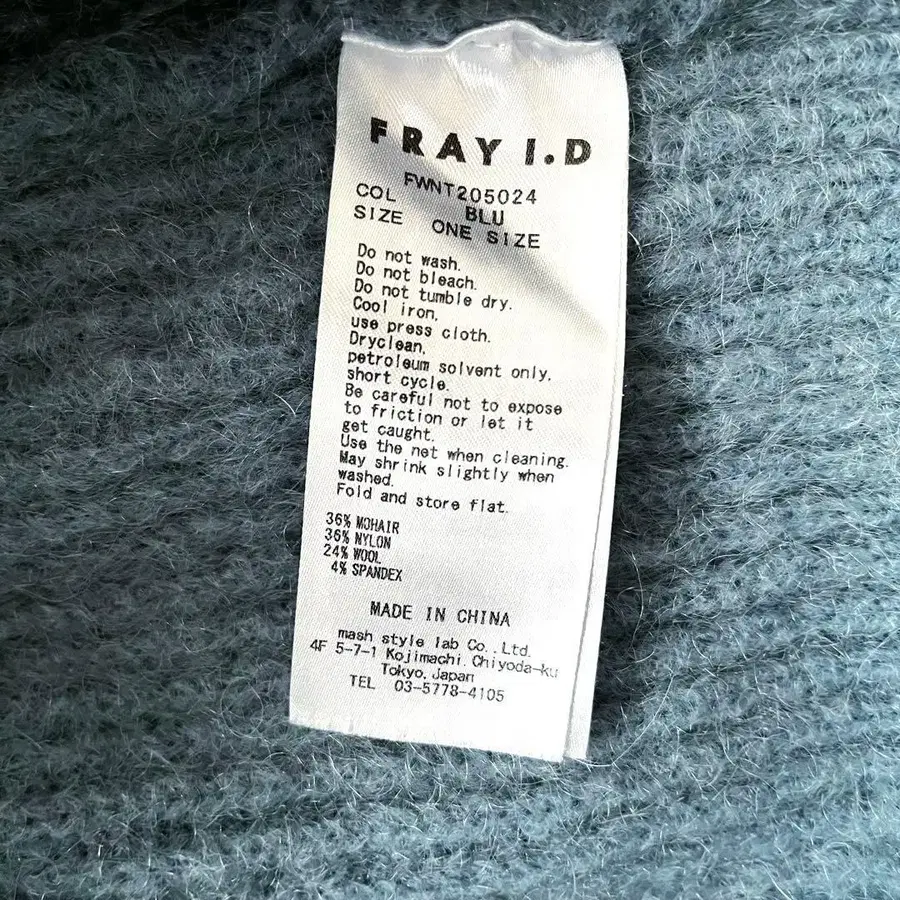 FRAY I.D
FWNT205024
COL BLU
SIZE ONE SIZE
Do not wash.
Do not bleach.
Do not tumble dry.
Cool iron,
use press cloth.
Dryclean,
petroleum solvent only,
short cycle.
Be careful not to expose
to friction or let it
get caught.
Use the net when cleaning.
May shrink slightly when
washed.
Fold and store flat.
36% MOHAIR
36% NYLON
24% WOOL
4% SPANDEX
MADE IN CHINA
mash style lab Co., Ltd.
4F 5-7-1 Kojimachi Chiyoda-ku
Tokyo, Japan
TEL 03-5778-4105